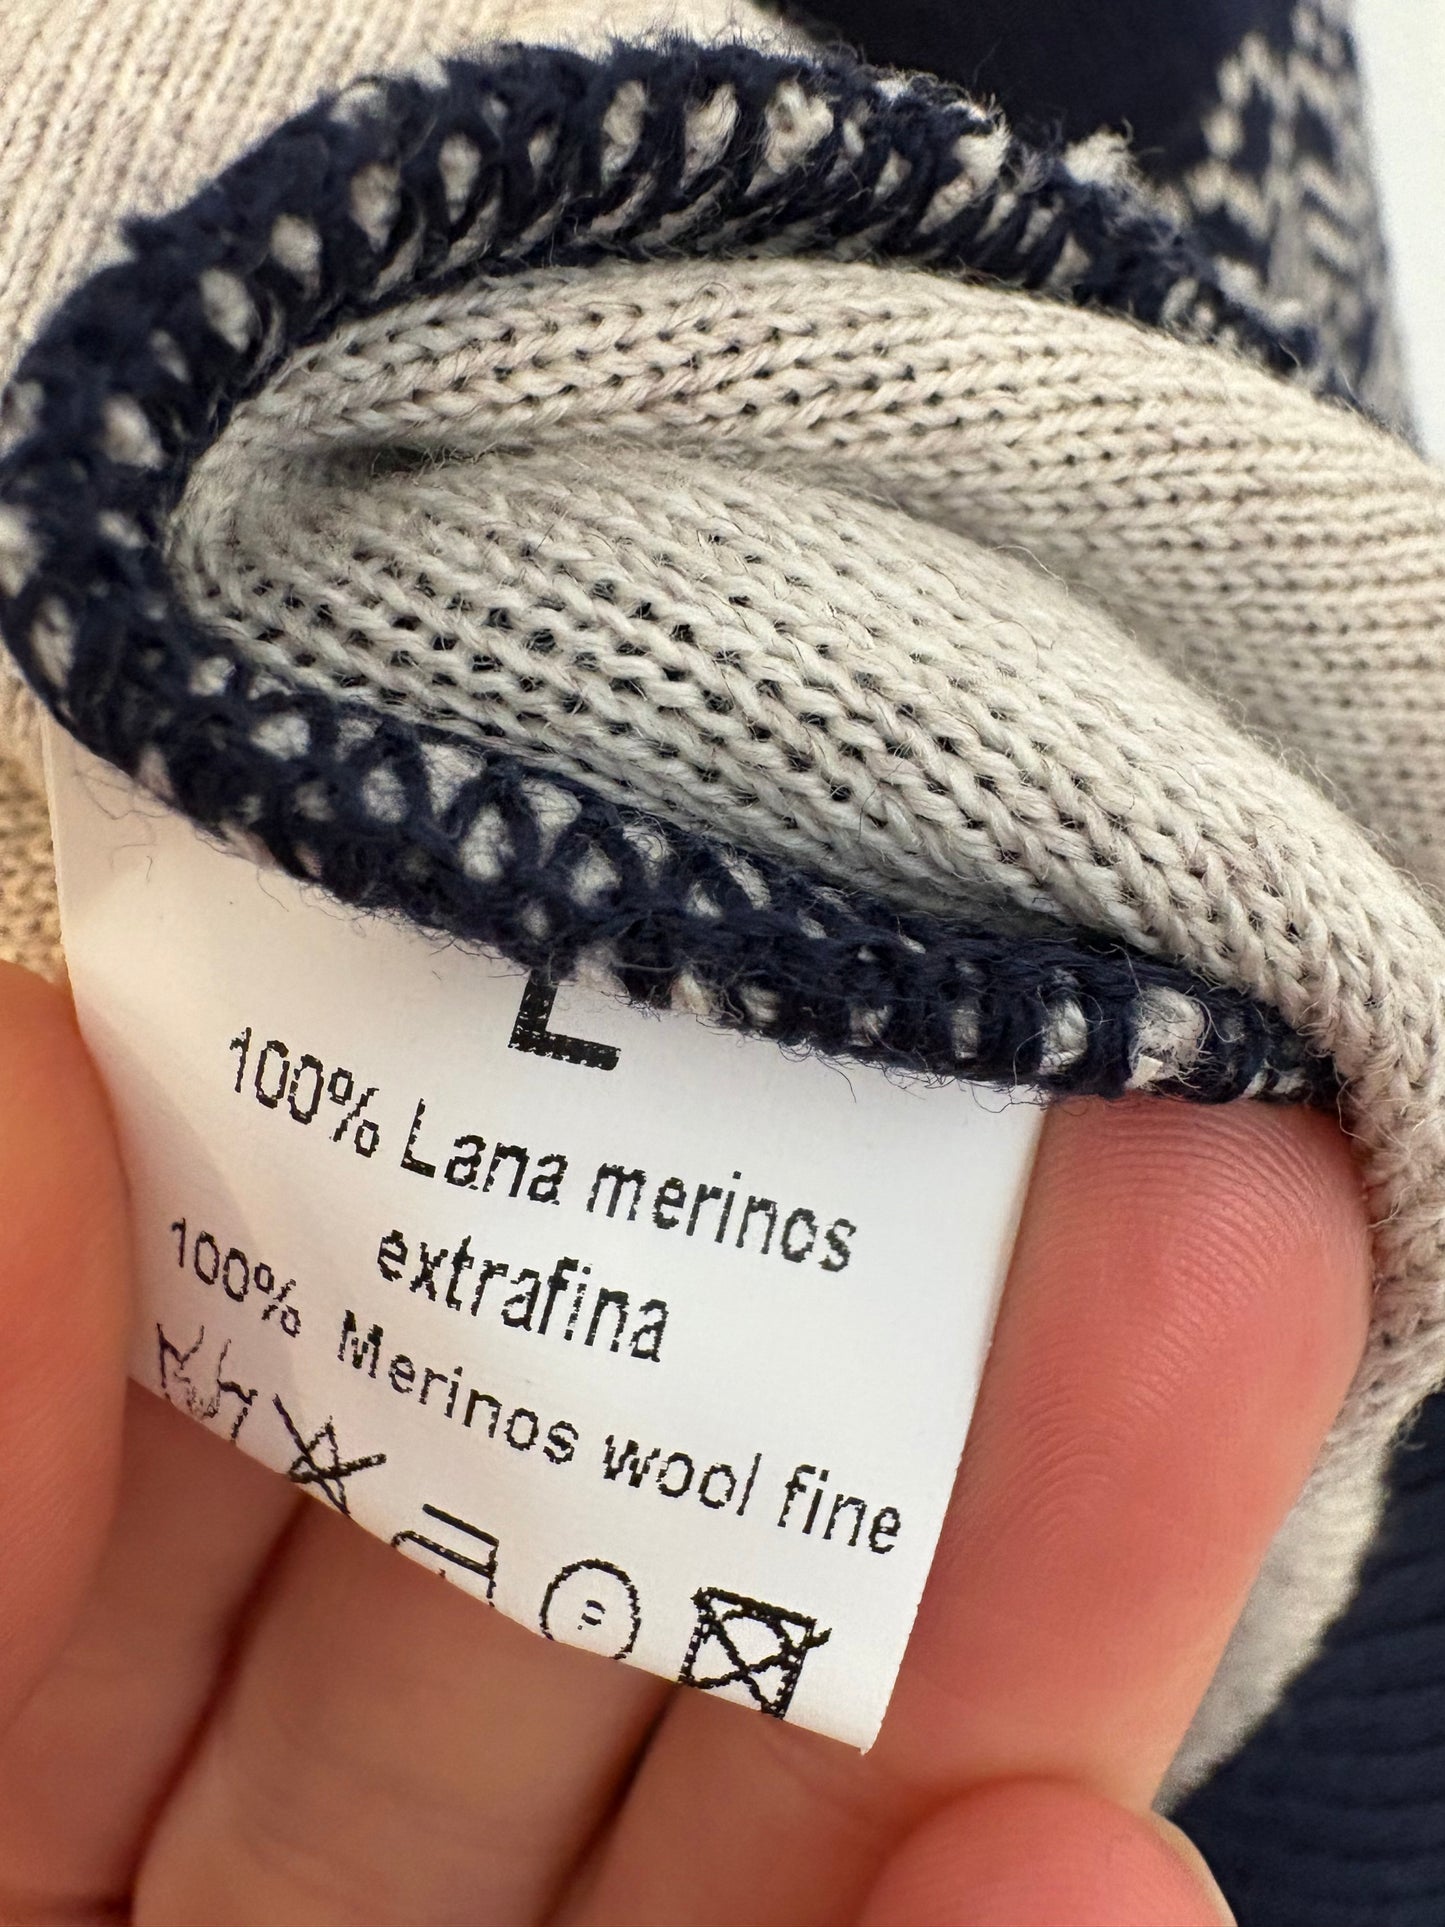 L
100% Lana merinos
extrafina
100% Merinos wool fine
P